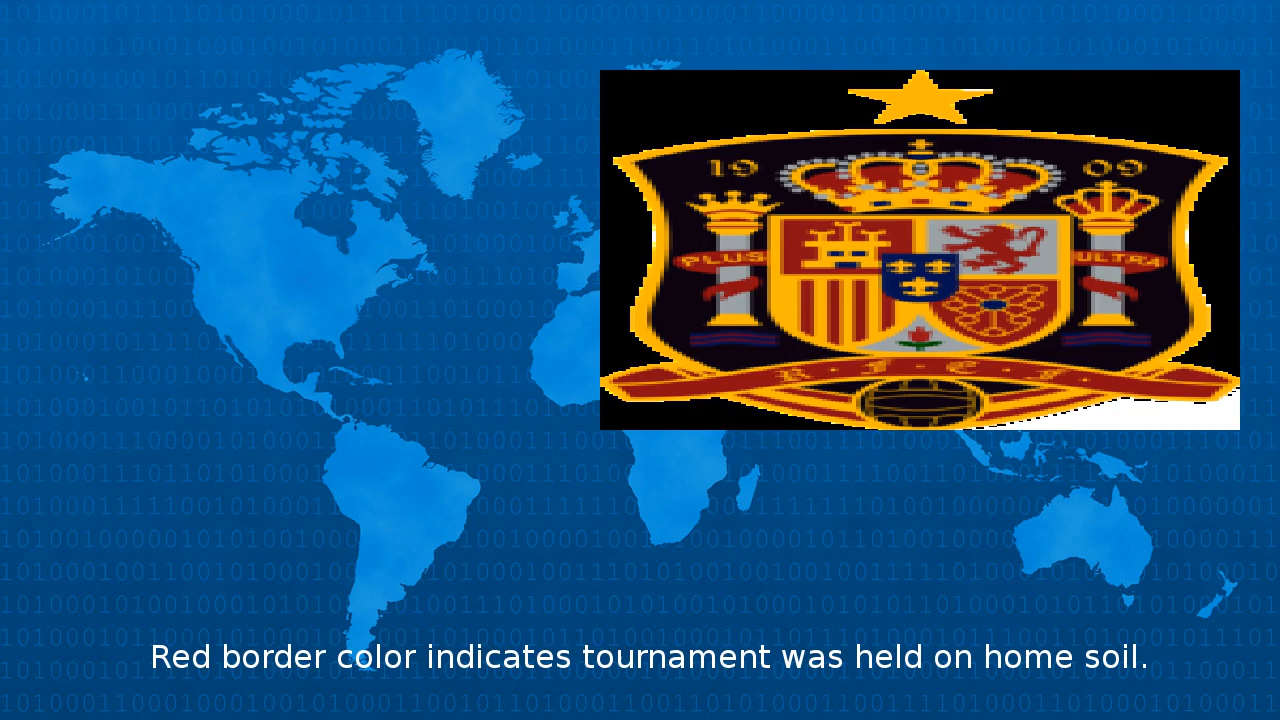 19 09
PLUS ULTRA
R.F.C.F.
Red border color indicates tournament was held on home soil.